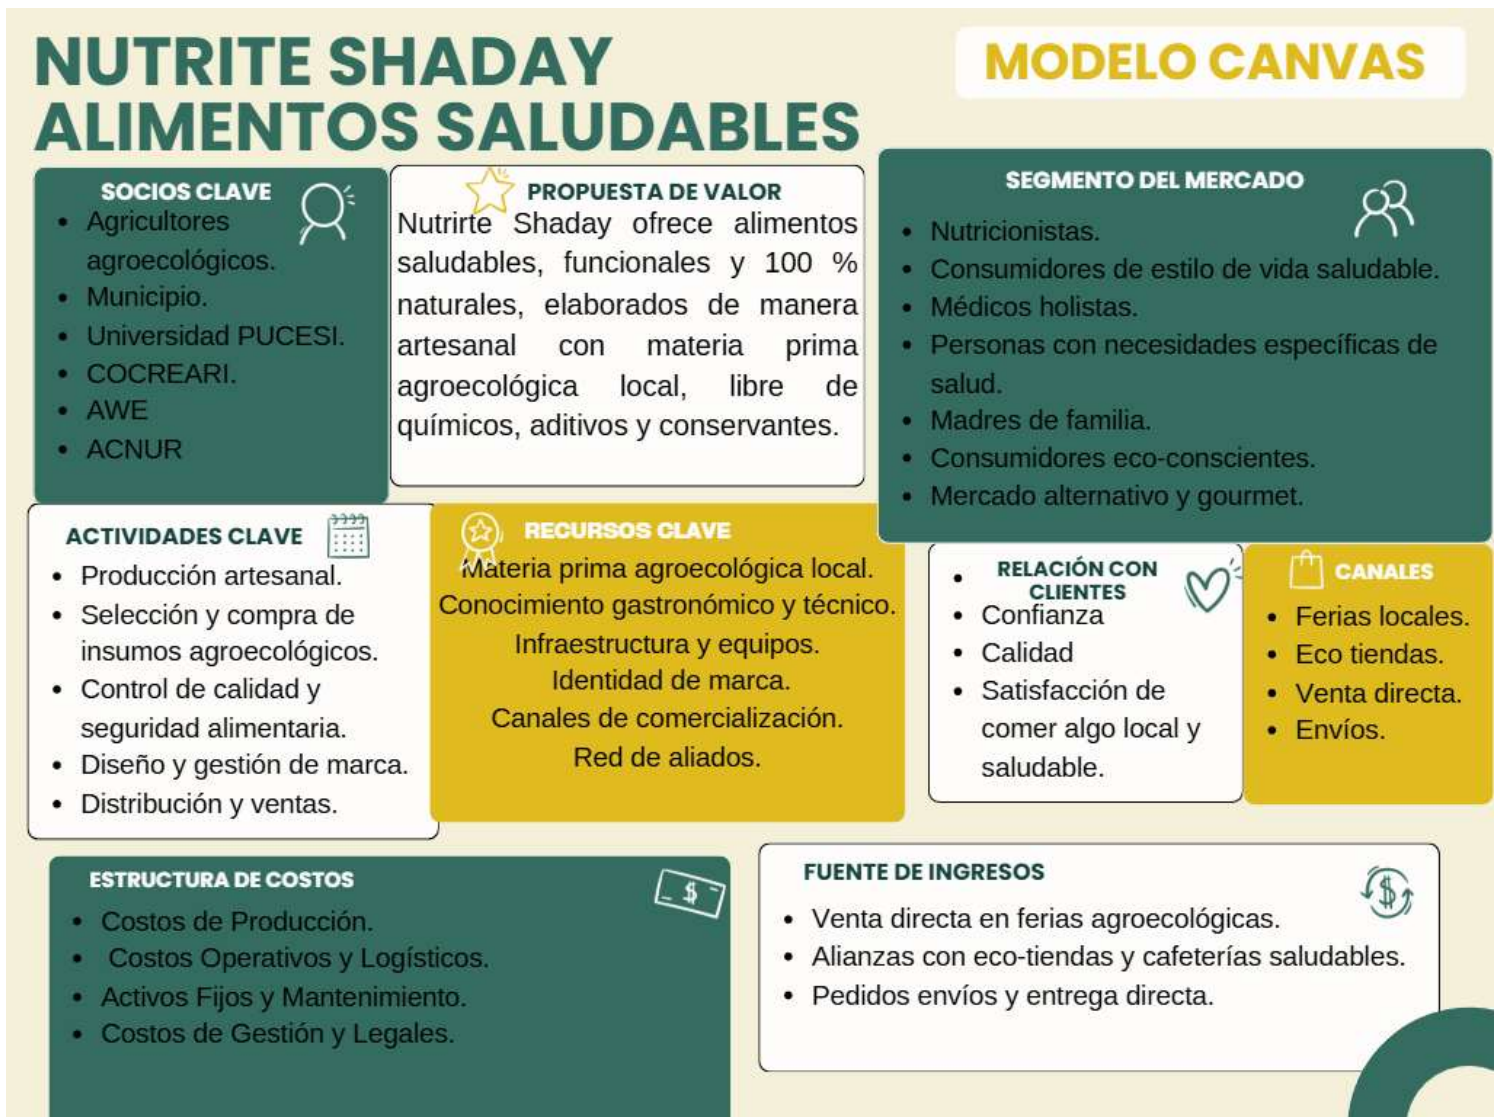 NUTRITE SHADAY
ALIMENTOS SALUDABLES
MODELO CANVAS
SOCIOS CLAVE
• Agricultores
agroecológicos.
• Municipio.
• Universidad PUCESI.
• COCREARI.
• AWE
• ACNUR
PROPUESTA DE VALOR
Nutrirte Shaday ofrece alimentos
saludables, funcionales y 100 %
naturales, elaborados de manera
artesanal con materia prima
agroecológica local, libre de
químicos, aditivos y conservantes.
SEGMENTO DEL MERCADO
• Nutricionistas.
• Consumidores de estilo de vida saludable.
• Médicos holistas.
• Personas con necesidades específicas de
salud.
• Madres de familia.
• Consumidores eco-conscientes.
• Mercado alternativo y gourmet.
ACTIVIDADES CLAVE
• Producción artesanal.
• Selección y compra de
insumos agroecológicos.
• Control de calidad y
seguridad alimentaria.
• Diseño y gestión de marca.
• Distribución y ventas.
RECURSOS CLAVE
Materia prima agroecológica local.
Conocimiento gastronómico y técnico.
Infraestructura y equipos.
Identidad de marca.
Canales de comercialización.
Red de aliados.
RELACIÓN CON
CLIENTES
•
• Confianza
• Calidad
• Satisfacción de
comer algo local y
saludable.
CANALES
• Ferias locales.
• Eco tiendas.
• Venta directa.
• Envíos.
ESTRUCTURA DE COSTOS
• Costos de Producción.
• Costos Operativos y Logísticos.
• Activos Fijos y Mantenimiento.
• Costos de Gestión y Legales.
FUENTE DE INGRESOS
• Venta directa en ferias agroecológicas.
• Alianzas con eco-tiendas y cafeterías saludables.
• Pedidos envíos y entrega directa.